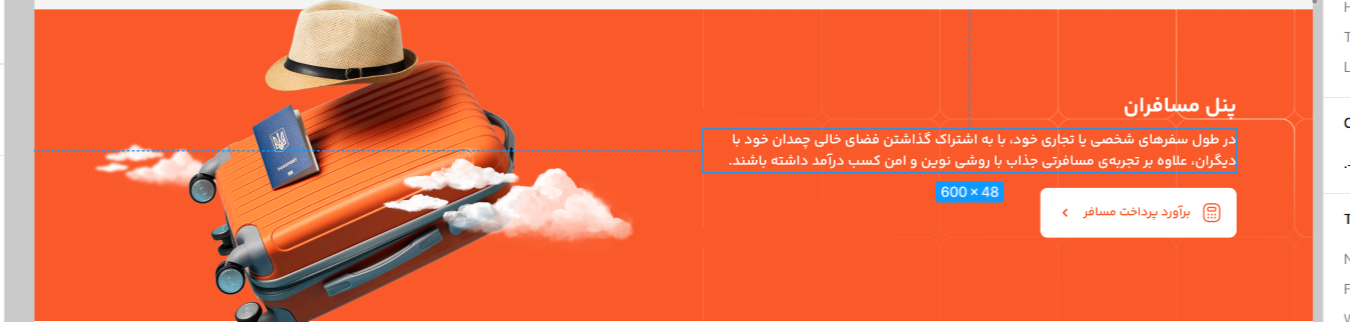 پنل مسافران
در طول سفرهای شخصی یا تجاری خود، با به اشتراک گذاشتن فضای خالی چمدان خود با
دیگران، علاوه بر تجربه‌ی مسافرتی جذاب با روشی نوین و امن کسب درآمد داشته باشند.
600 × 48
برآورد پرداخت مسافر
PASSPORT